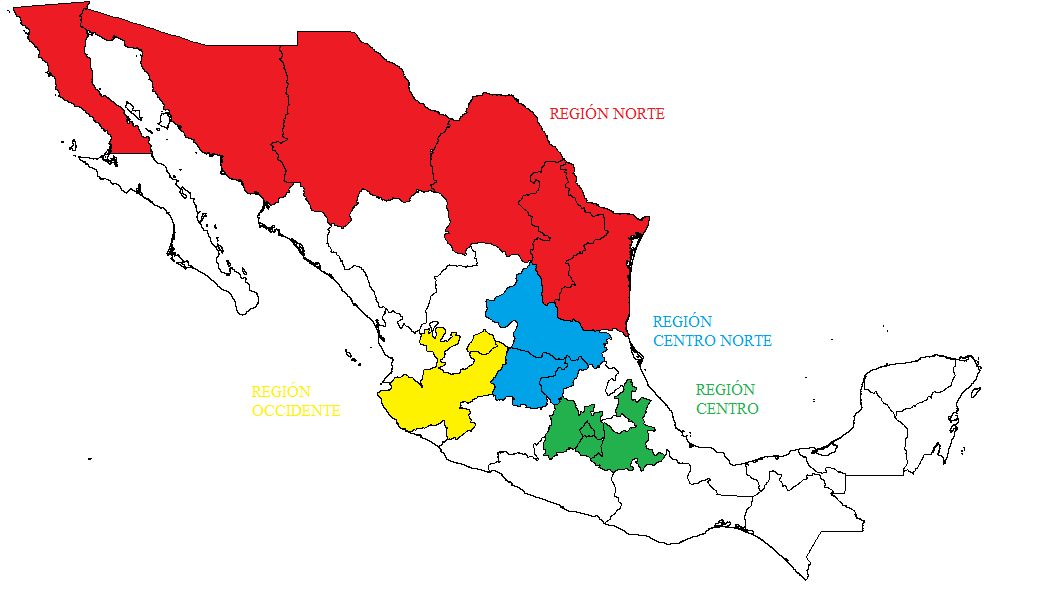 REGIÓN NORTE
REGIÓN
CENTRO NORTE
REGIÓN
OCCIDENTE
REGIÓN
CENTRO